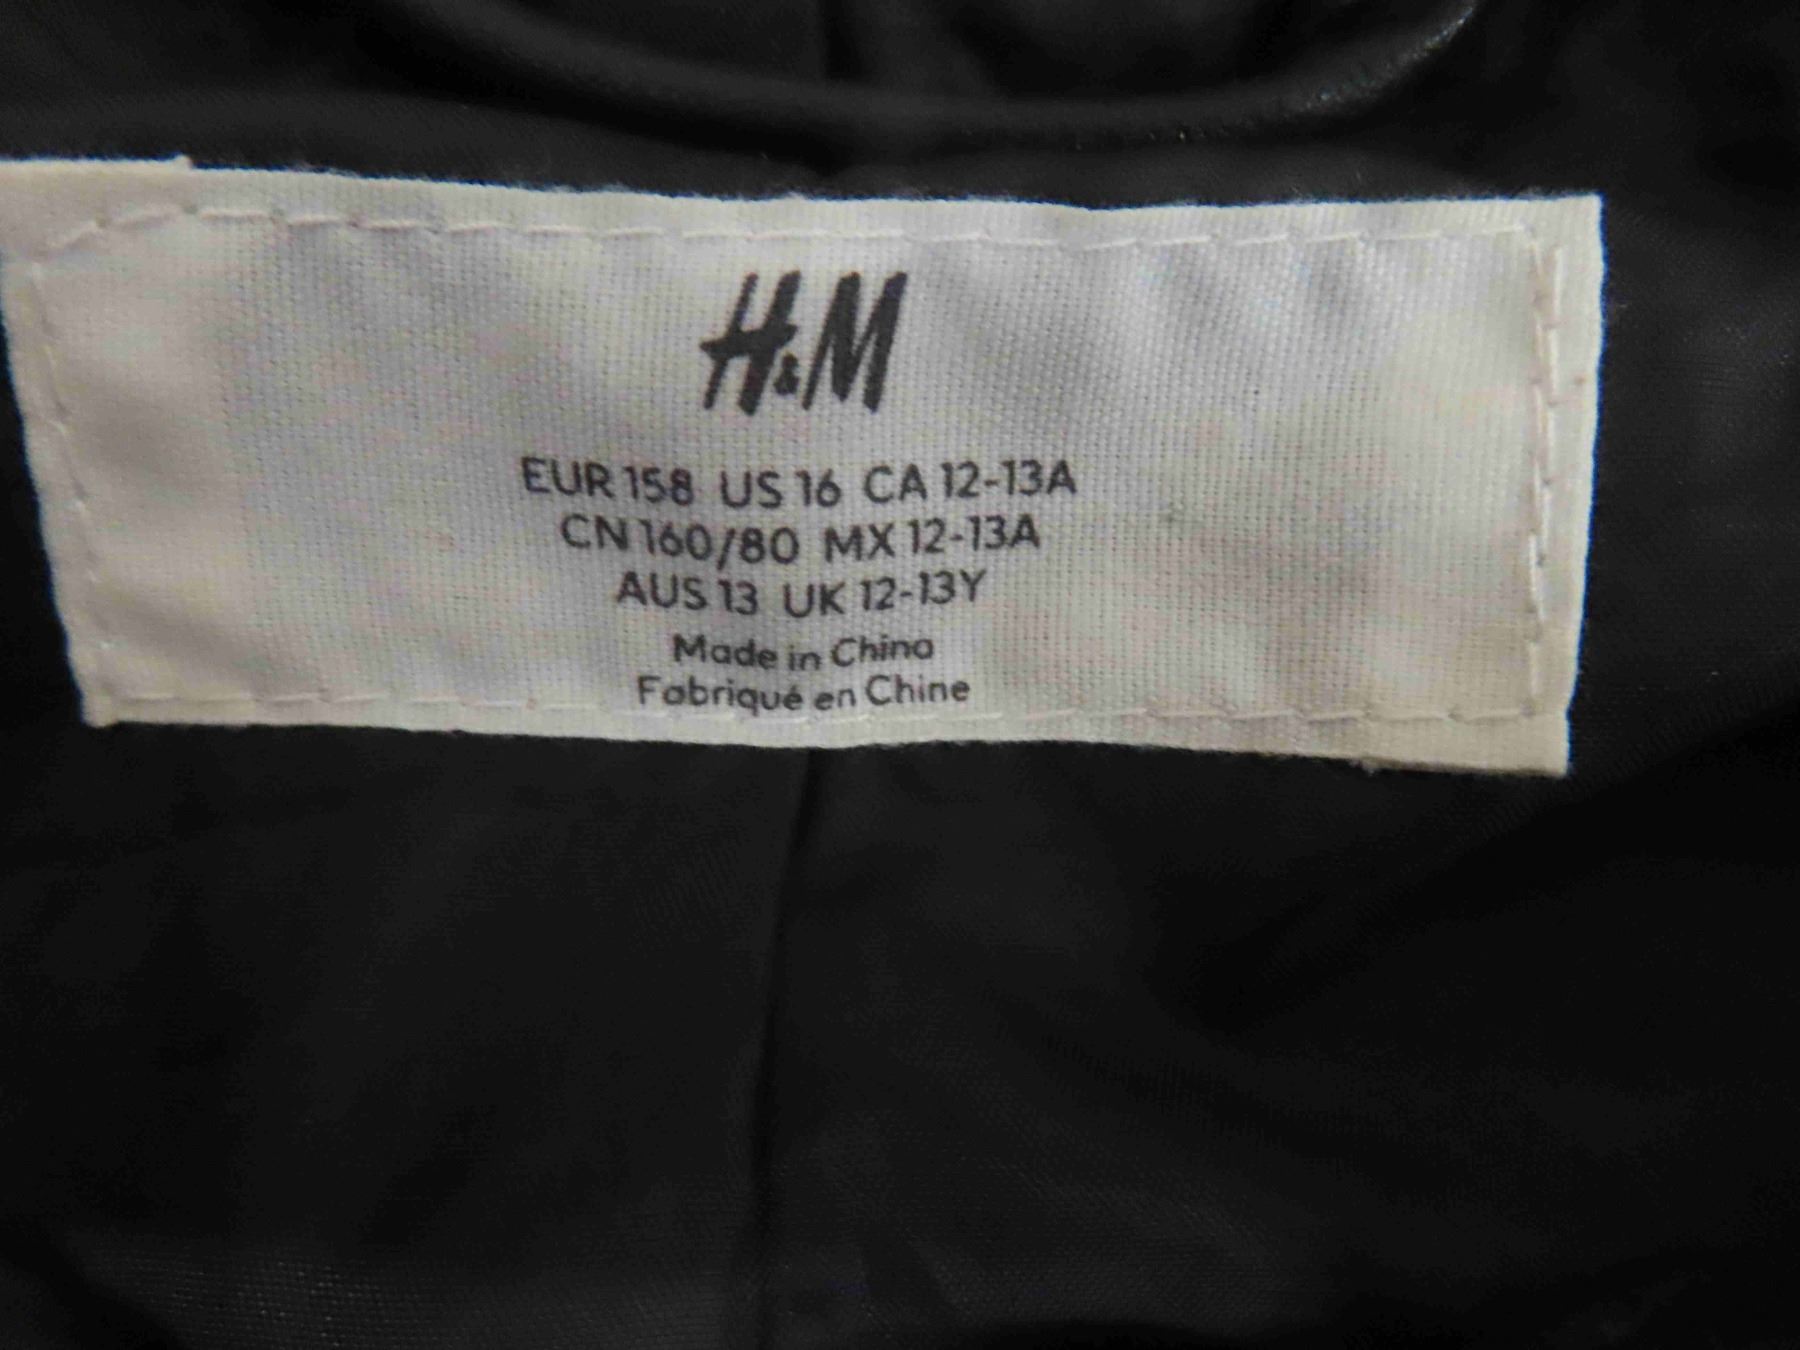 H&M
EUR 158 US 16 CA 12-13A
CN 160/80 MX 12-13A
AUS 13 UK 12-13Y
Made in China
Fabriqué en Chine